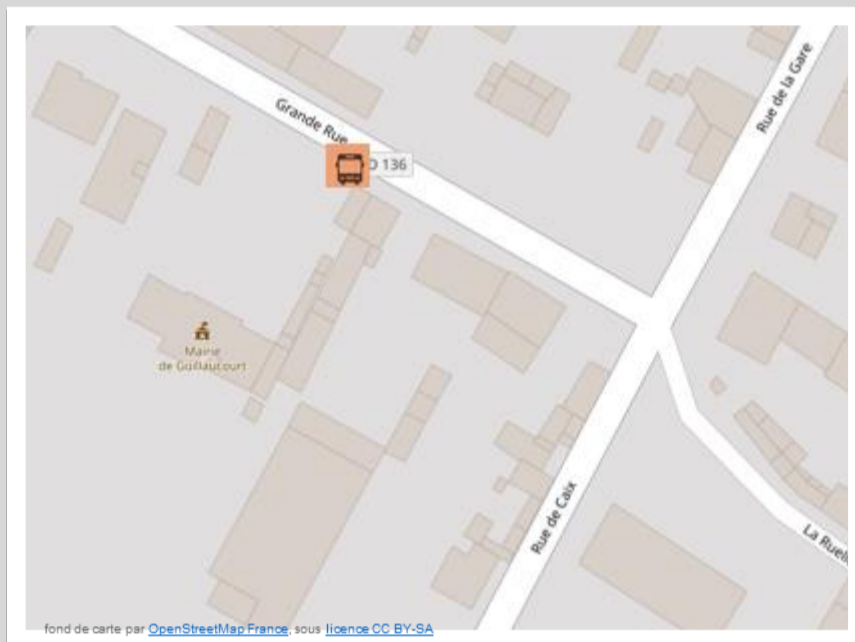 Rue de la Gare
Grande Rue
D 136
Mairie
de Guillaucourt
Rue de Caix
La Ruelle
fond de carte par OpenStreetMap France, sous licence CC BY-SA